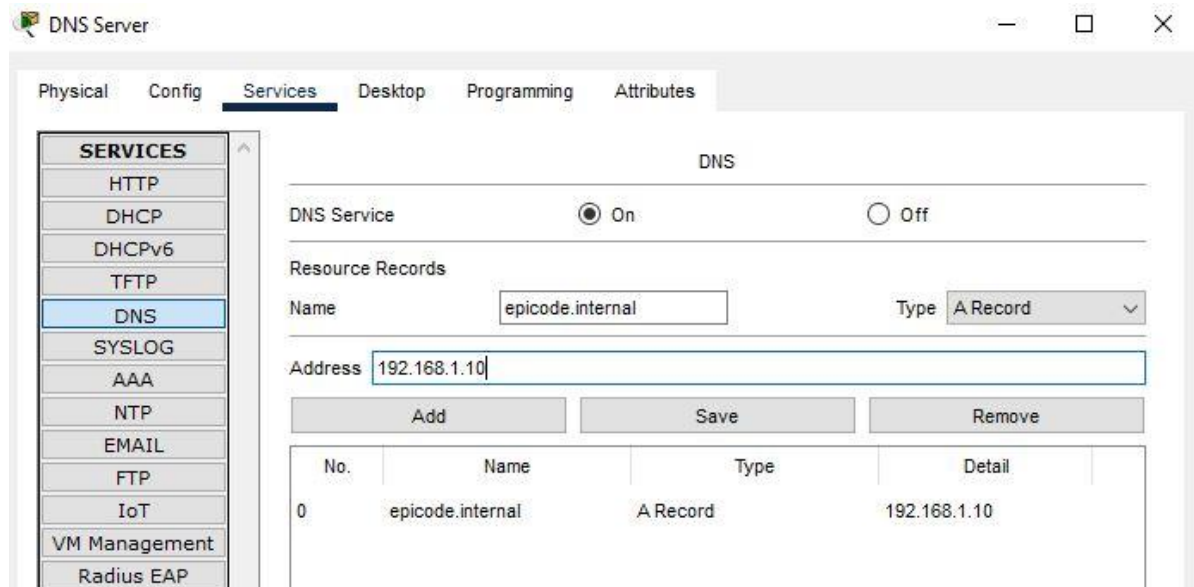 DNS Server
Physical Config Services Desktop Programming Attributes
SERVICES
HTTP
DHCP
DHCPv6
TFTP
DNS
SYSLOG
AAA
NTP
EMAIL
FTP
IoT
VM Management
Radius EAP
DNS
DNS Service On Off
Resource Records
Name epicode.internal Type A Record
Address 192.168.1.10
Add Save Remove
No. Name Type Detail
0 epicode.internal A Record 192.168.1.10